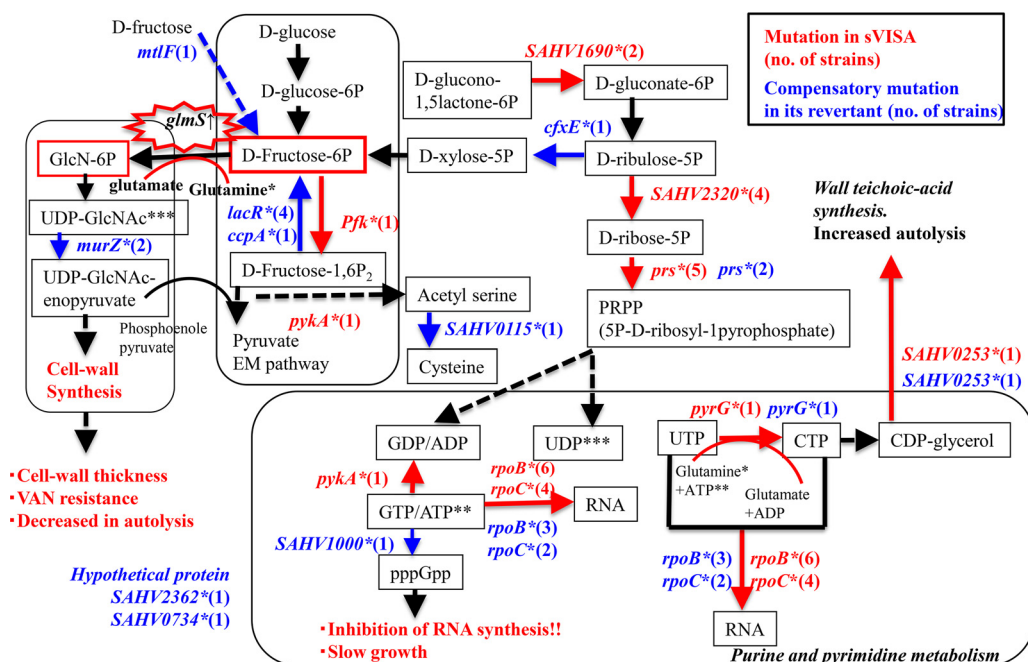 D-fructose
mtlF(1)
D-glucose
D-glucose-6P
glmS↑
GlcN-6P
D-Fructose-6P
glutamate
Glutamine*
UDP-GlcNAc***
murZ*(2)
UDP-GlcNAc-
enopyruvate
Phosphoenole
pyruvate
Cell-wall
Synthesis
・Cell-wall thickness
・VAN resistance
・Decreased in autolysis
lacR*(4)
ccpA*(1)
Pfk*(1)
D-Fructose-1,6P2
pykA*(1)
Pyruvate
EM pathway
D-glucono-
1,5lactone-6P
SAHV1690*(2)
D-gluconate-6P
cfxE*(1)
D-xylose-5P
D-ribulose-5P
SAHV2320*(4)
D-ribose-5P
prs*(5)
prs*(2)
PRPP
(5P-D-ribosyl-1pyrophosphate)
Acetyl serine
SAHV0115*(1)
Cysteine
Mutation in sVISA
(no. of strains)
Compensatory mutation
in its revertant (no. of strains)
Wall teichoic-acid
synthesis.
Increased autolysis
SAHV0253*(1)
SAHV0253*(1)
GDP/ADP
UDP***
pykA*(1)
GTP/ATP**
rpoB*(6)
rpoC*(4)
RNA
rpoB*(3)
rpoC*(2)
SAHV1000*(1)
pppGpp
・Inhibition of RNA synthesis!!
・Slow growth
pyrG*(1)
pyrG*(1)
UTP
CTP
CDP-glycerol
Glutamine*
+ATP**
Glutamate
+ADP
rpoB*(3)
rpoC*(2)
rpoB*(6)
rpoC*(4)
RNA
Hypothetical protein
SAHV2362*(1)
SAHV0734*(1)
Purine and pyrimidine metabolism